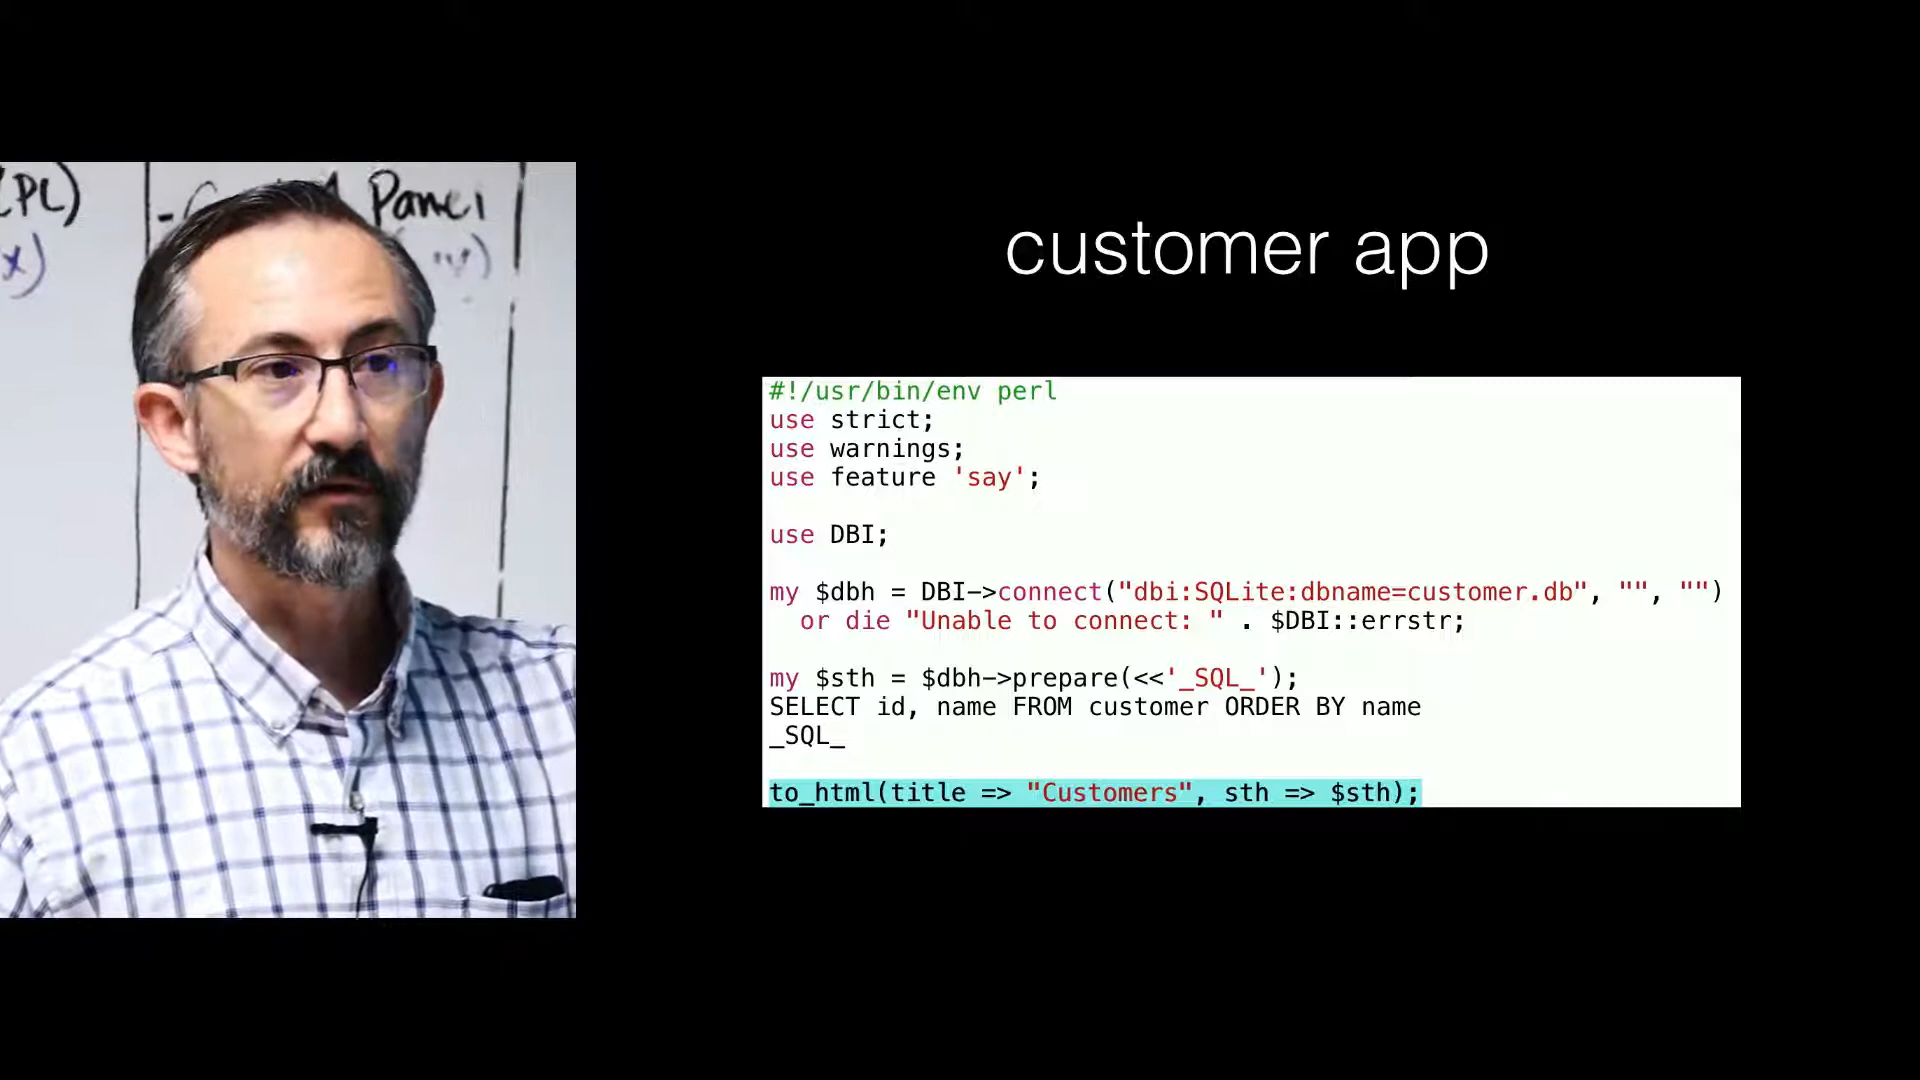 (PL)
Panel
x)
customer app
#!/usr/bin/env perl
use strict;
use warnings;
use feature 'say';
use DBI;
my $dbh = DBI->connect("dbi:SQLite:dbname=customer.db", "", "")
  or die "Unable to connect: " . $DBI::errstr;
my $sth = $dbh->prepare(<<'_SQL_');
SELECT id, name FROM customer ORDER BY name
_SQL_
to_html(title => "Customers", sth => $sth);